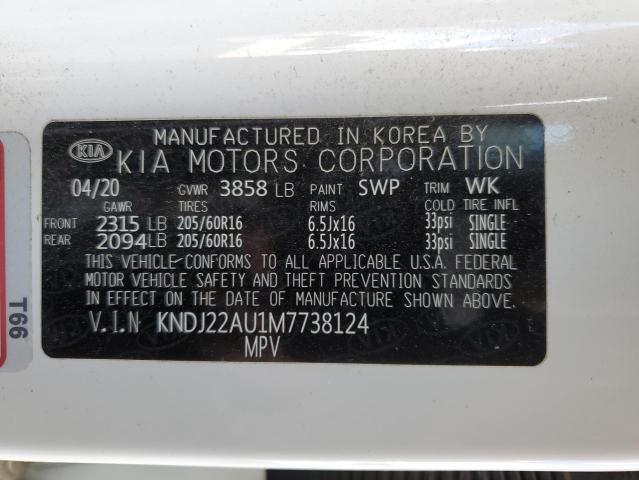 KIA
MANUFACTURED IN KOREA BY
KIA MOTORS CORPORATION
04/20 GVWR 3858 LB PAINT SWP TRIM WK
GAWR TIRES RIMS COLD TIRE INFL
FRONT 2315 LB 205/60R16 6.5Jx16 33psi SINGLE
REAR 2094 LB 205/60R16 6.5Jx16 33psi SINGLE
THIS VEHICLE CONFORMS TO ALL APPLICABLE U.S.A. FEDERAL
MOTOR VEHICLE SAFETY AND THEFT PREVENTION STANDARDS
IN EFFECT ON THE DATE OF MANUFACTURE SHOWN ABOVE.
V.I.N KNDJ22AU1M7738124
MPV
T66